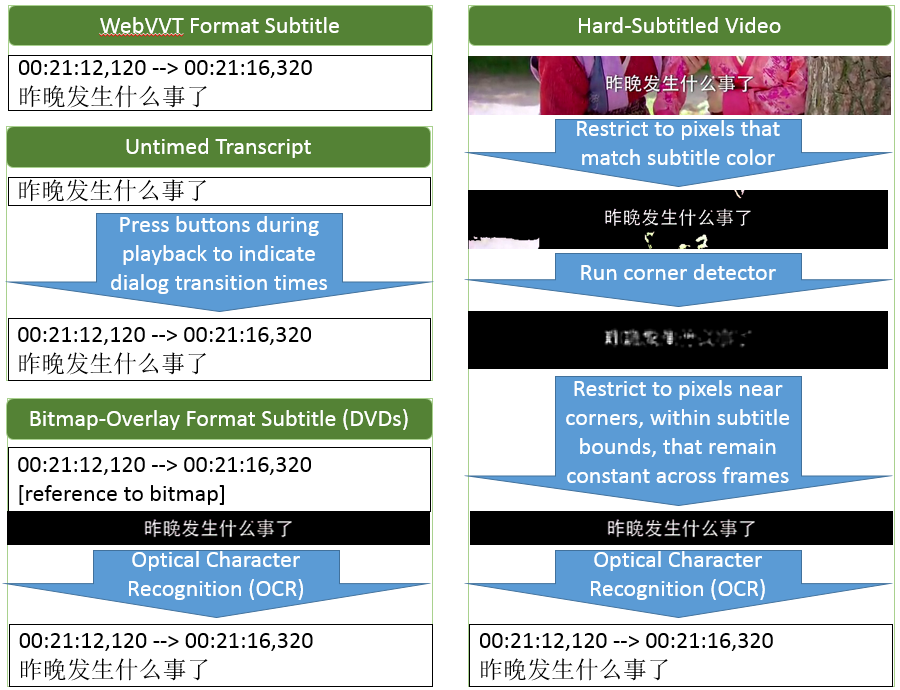 WebVVT Format Subtitle
00:21:12,120 --> 00:21:16,320
昨晚发生什么事了
Untimed Transcript
昨晚发生什么事了
Press buttons during
playback to indicate
dialog transition times
00:21:12,120 --> 00:21:16,320
昨晚发生什么事了
Bitmap-Overlay Format Subtitle (DVDs)
00:21:12,120 --> 00:21:16,320
[reference to bitmap]
昨晚发生什么事了
Optical Character
Recognition (OCR)
00:21:12,120 --> 00:21:16,320
昨晚发生什么事了
Hard-Subtitled Video
昨晚发生什么事了
Restrict to pixels that
match subtitle color
昨晚发生什么事了
Run corner detector
Restrict to pixels near
corners, within subtitle
bounds, that remain
constant across frames
昨晚发生什么事了
Optical Character
Recognition (OCR)
00:21:12,120 --> 00:21:16,320
昨晚发生什么事了